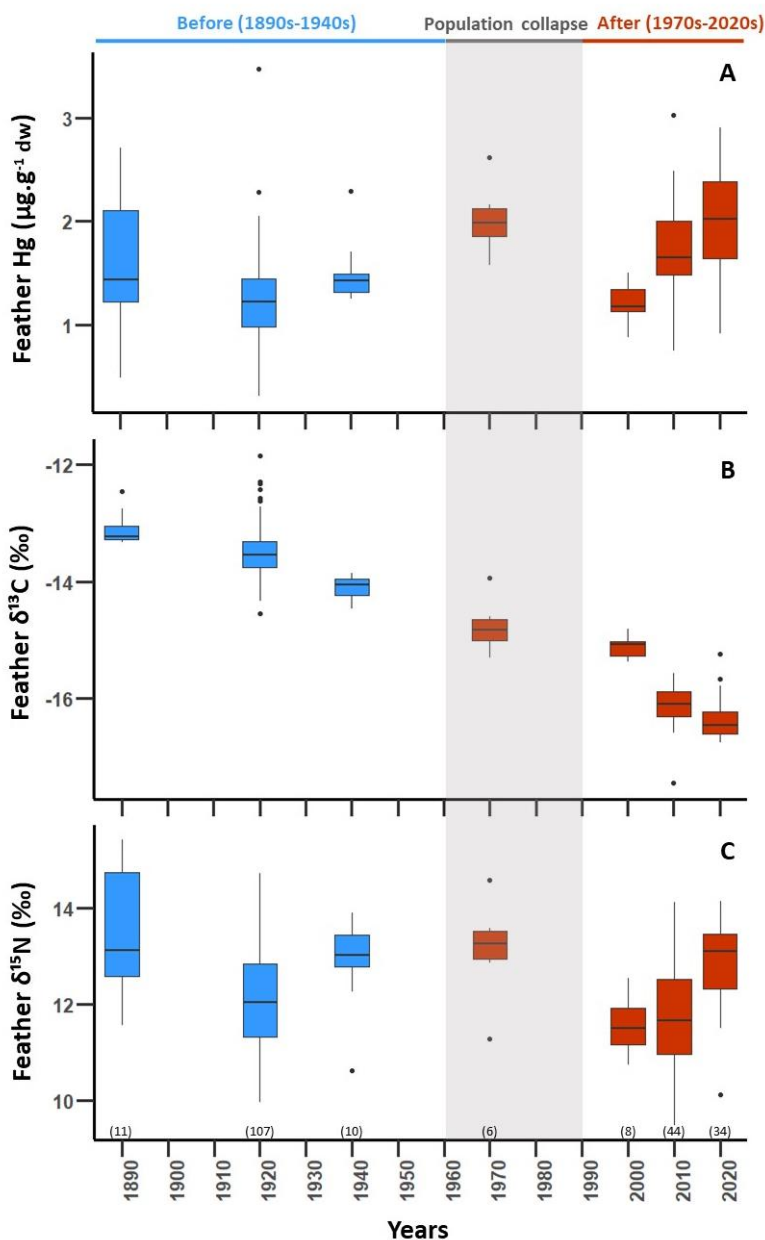 Before (1890s-1940s) Population collapse After (1970s-2020s)
A
Feather Hg (µg.g⁻¹ dw)
3
2
1
B
Feather δ¹³C (‰)
-12
-14
-16
C
Feather δ¹⁵N (‰)
14
12
10
(11) (107) (10) (6) (8) (44) (34)
1890 1900 1910 1920 1930 1940 1950 1960 1970 1980 1990 2000 2010 2020
Years